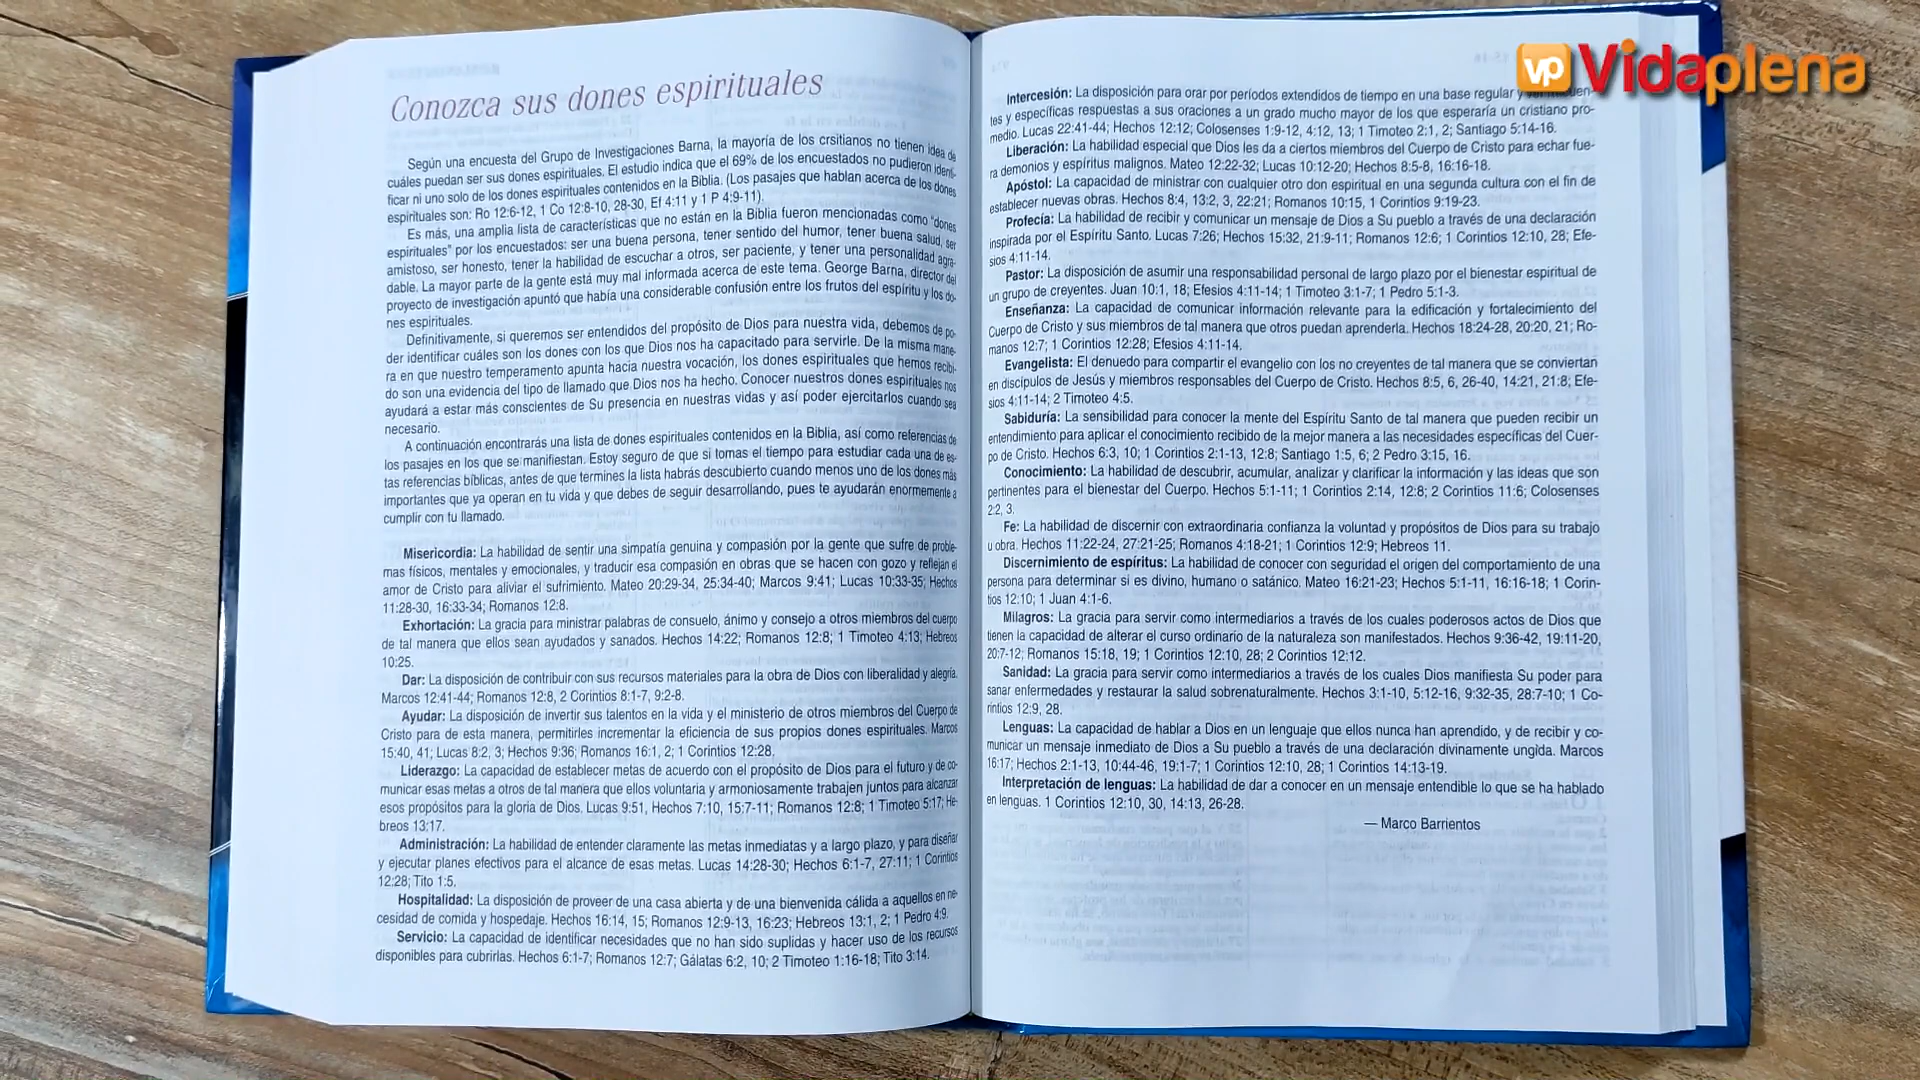 Conozca sus dones espirituales
Según una encuesta del Grupo de Investigaciones Barna, la mayoría de los crsitianos no tienen idea de
cuáles puedan ser sus dones espirituales. El estudio indica que el 69% de los encuestados no pudieron identi-
ficar ni uno solo de los dones espirituales contenidos en la Biblia. (Los pasajes que hablan acerca de los dones
espirituales son: Ro 12:6-12, 1 Co 12:8-10, 28-30, Ef 4:11 y 1 P 4:9-11).
Es más, una amplia lista de características que no están en la Biblia fueron mencionadas como "dones
espirituales" por los encuestados: ser una buena persona, tener sentido del humor, tener buena salud, ser
amistoso, ser honesto, tener la habilidad de escuchar a otros, ser paciente, y tener una personalidad agra-
dable. La mayor parte de la gente está muy mal informada acerca de este tema. George Barna, director del
proyecto de investigación apuntó que había una considerable confusión entre los frutos del espíritu y los do-
nes espirituales.
Definitivamente, si queremos ser entendidos del propósito de Dios para nuestra vida, debemos de po-
der identificar cuáles son los dones con los que Dios nos ha capacitado para servirle. De la misma mane-
ra en que nuestro temperamento apunta hacia nuestra vocación, los dones espirituales que hemos recibi-
do son una evidencia del tipo de llamado que Dios nos ha hecho. Conocer nuestros dones espirituales nos
ayudará a estar más conscientes de Su presencia en nuestras vidas y así poder ejercitarlos cuando sea
necesario.
A continuación encontrarás una lista de dones espirituales contenidos en la Biblia, así como referencias de
los pasajes en los que se manifiestan. Estoy seguro de que si tomas el tiempo para estudiar cada una de es-
tas referencias bíblicas, antes de que termines la lista habrás descubierto cuando menos uno de los dones más
importantes que ya operan en tu vida y que debes de seguir desarrollando, pues te ayudarán enormemente a
cumplir con tu llamado.
Misericordia: La habilidad de sentir una simpatía genuina y compasión por la gente que sufre de proble-
mas físicos, mentales y emocionales, y traducir esa compasión en obras que se hacen con gozo y reflejan el
amor de Cristo para aliviar el sufrimiento. Mateo 20:29-34, 25:34-40; Marcos 9:41; Lucas 10:33-35; Hechos
11:28-30, 16:33-34; Romanos 12:8.
Exhortación: La gracia para ministrar palabras de consuelo, ánimo y consejo a otros miembros del cuerpo
de tal manera que ellos sean ayudados y sanados. Hechos 14:22; Romanos 12:8; 1 Timoteo 4:13; Hebreos
10:25.
Dar: La disposición de contribuir con sus recursos materiales para la obra de Dios con liberalidad y alegría.
Marcos 12:41-44; Romanos 12:8, 2 Corintios 8:1-7, 9:2-8.
Ayudar: La disposición de invertir sus talentos en la vida y el ministerio de otros miembros del Cuerpo de
Cristo para de esta manera, permitirles incrementar la eficiencia de sus propios dones espirituales. Marcos
15:40, 41; Lucas 8:2, 3; Hechos 9:36; Romanos 16:1, 2; 1 Corintios 12:28.
Liderazgo: La capacidad de establecer metas de acuerdo con el propósito de Dios para el futuro y de co-
municar esas metas a otros de tal manera que ellos voluntaria y armoniosamente trabajen juntos para alcanzar
esos propósitos para la gloria de Dios. Lucas 9:51, Hechos 7:10, 15:7-11; Romanos 12:8; 1 Timoteo 5:17; He-
breos 13:17.
Administración: La habilidad de entender claramente las metas inmediatas y a largo plazo, y para diseñar
y ejecutar planes efectivos para el alcance de esas metas. Lucas 14:28-30; Hechos 6:1-7, 27:11; 1 Corintios
12:28; Tito 1:5.
Hospitalidad: La disposición de proveer de una casa abierta y de una bienvenida cálida a aquellos en ne-
cesidad de comida y hospedaje. Hechos 16:14, 15; Romanos 12:9-13, 16:23; Hebreos 13:1, 2; 1 Pedro 4:9.
Servicio: La capacidad de identificar necesidades que no han sido suplidas y hacer uso de los recursos
disponibles para cubrirlas. Hechos 6:1-7; Romanos 12:7; Gálatas 6:2, 10; 2 Timoteo 1:16-18; Tito 3:14.
vp Vidaplena
Intercesión: La disposición para orar por períodos extendidos de tiempo en una base regular y
tes y específicas respuestas a sus oraciones a un grado mucho mayor de los que esperaría un cristiano pro-
medio. Lucas 22:41-44; Hechos 12:12; Colosenses 1:9-12, 4:12, 13; 1 Timoteo 2:1, 2; Santiago 5:14-16.
Liberación: La habilidad especial que Dios les da a ciertos miembros del Cuerpo de Cristo para echar fue-
ra demonios y espíritus malignos. Mateo 12:22-32; Lucas 10:12-20; Hechos 8:5-8, 16:16-18.
Apóstol: La capacidad de ministrar con cualquier otro don espiritual en una segunda cultura con el fin de
establecer nuevas obras. Hechos 8:4, 13:2, 3, 22:21; Romanos 10:15, 1 Corintios 9:19-23.
Profecía: La habilidad de recibir y comunicar un mensaje de Dios a Su pueblo a través de una declaración
inspirada por el Espíritu Santo. Lucas 7:26; Hechos 15:32, 21:9-11; Romanos 12:6; 1 Corintios 12:10, 28; Efe-
sios 4:11-14.
Pastor: La disposición de asumir una responsabilidad personal de largo plazo por el bienestar espiritual de
un grupo de creyentes. Juan 10:1, 18; Efesios 4:11-14; 1 Timoteo 3:1-7; 1 Pedro 5:1-3.
Enseñanza: La capacidad de comunicar información relevante para la edificación y fortalecimiento del
Cuerpo de Cristo y sus miembros de tal manera que otros puedan aprenderla. Hechos 18:24-28, 20:20, 21; Ro-
manos 12:7; 1 Corintios 12:28; Efesios 4:11-14.
Evangelista: El denuedo para compartir el evangelio con los no creyentes de tal manera que se conviertan
en discípulos de Jesús y miembros responsables del Cuerpo de Cristo. Hechos 8:5, 6, 26-40, 14:21, 21:8; Efe-
sios 4:11-14; 2 Timoteo 4:5.
Sabiduría: La sensibilidad para conocer la mente del Espíritu Santo de tal manera que pueden recibir un
entendimiento para aplicar el conocimiento recibido de la mejor manera a las necesidades específicas del Cuer-
po de Cristo. Hechos 6:3, 10; 1 Corintios 2:1-13, 12:8; Santiago 1:5, 6; 2 Pedro 3:15, 16.
Conocimiento: La habilidad de descubrir, acumular, analizar y clarificar la información y las ideas que son
pertinentes para el bienestar del Cuerpo. Hechos 5:1-11; 1 Corintios 2:14, 12:8; 2 Corintios 11:6; Colosenses
2:2, 3.
Fe: La habilidad de discernir con extraordinaria confianza la voluntad y propósitos de Dios para su trabajo
u obra. Hechos 11:22-24, 27:21-25; Romanos 4:18-21; 1 Corintios 12:9; Hebreos 11.
Discernimiento de espíritus: La habilidad de conocer con seguridad el origen del comportamiento de una
persona para determinar si es divino, humano o satánico. Mateo 16:21-23; Hechos 5:1-11, 16:16-18; 1 Corin-
tios 12:10; 1 Juan 4:1-6.
Milagros: La gracia para servir como intermediarios a través de los cuales poderosos actos de Dios que
tienen la capacidad de alterar el curso ordinario de la naturaleza son manifestados. Hechos 9:36-42, 19:11-20,
20:7-12; Romanos 15:18, 19; 1 Corintios 12:10, 28; 2 Corintios 12:12.
Sanidad: La gracia para servir como intermediarios a través de los cuales Dios manifiesta Su poder para
sanar enfermedades y restaurar la salud sobrenaturalmente. Hechos 3:1-10, 5:12-16, 9:32-35, 28:7-10; 1 Co-
rintios 12:9, 28.
Lenguas: La capacidad de hablar a Dios en un lenguaje que ellos nunca han aprendido, y de recibir y co-
municar un mensaje inmediato de Dios a Su pueblo a través de una declaración divinamente ungida. Marcos
16:17; Hechos 2:1-13, 10:44-46, 19:1-7; 1 Corintios 12:10, 28; 1 Corintios 14:13-19.
Interpretación de lenguas: La habilidad de dar a conocer en un mensaje entendible lo que se ha hablado
en lenguas. 1 Corintios 12:10, 30, 14:13, 26-28.
— Marco Barrientos